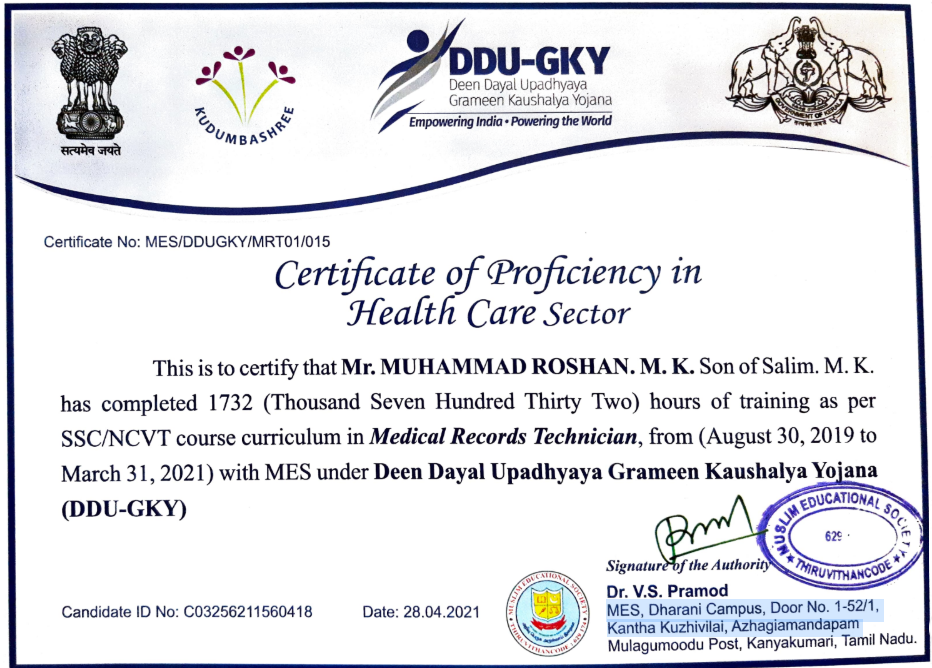 सत्यमेव जयते
KUDUMBASHREE
DDU-GKY
Deen Dayal Upadhyaya
Grameen Kaushalya Yojana
Empowering India • Powering the World
GOVERNMENT OF KERALA
सत्यमेव जयते
Certificate No: MES/DDUGKY/MRT01/015
Certificate of Proficiency in
Health Care Sector
This is to certify that Mr. MUHAMMAD ROSHAN. M. K. Son of Salim. M. K.
has completed 1732 (Thousand Seven Hundred Thirty Two) hours of training as per
SSC/NCVT course curriculum in Medical Records Technician, from (August 30, 2019 to
March 31, 2021) with MES under Deen Dayal Upadhyaya Grameen Kaushalya Yojana
(DDU-GKY)
MUSLIM EDUCATIONAL SOCIETY
629
THIRUVITHANCODE
Signature of the Authority
Dr. V.S. Pramod
MES, Dharani Campus, Door No. 1-52/1,
Kantha Kuzhivilai, Azhagiamandapam
Mulagumoodu Post, Kanyakumari, Tamil Nadu.
Candidate ID No: C03256211560418
Date: 28.04.2021
MUSLIM EDUCATIONAL SOCIETY
THIRUVITHANCODE